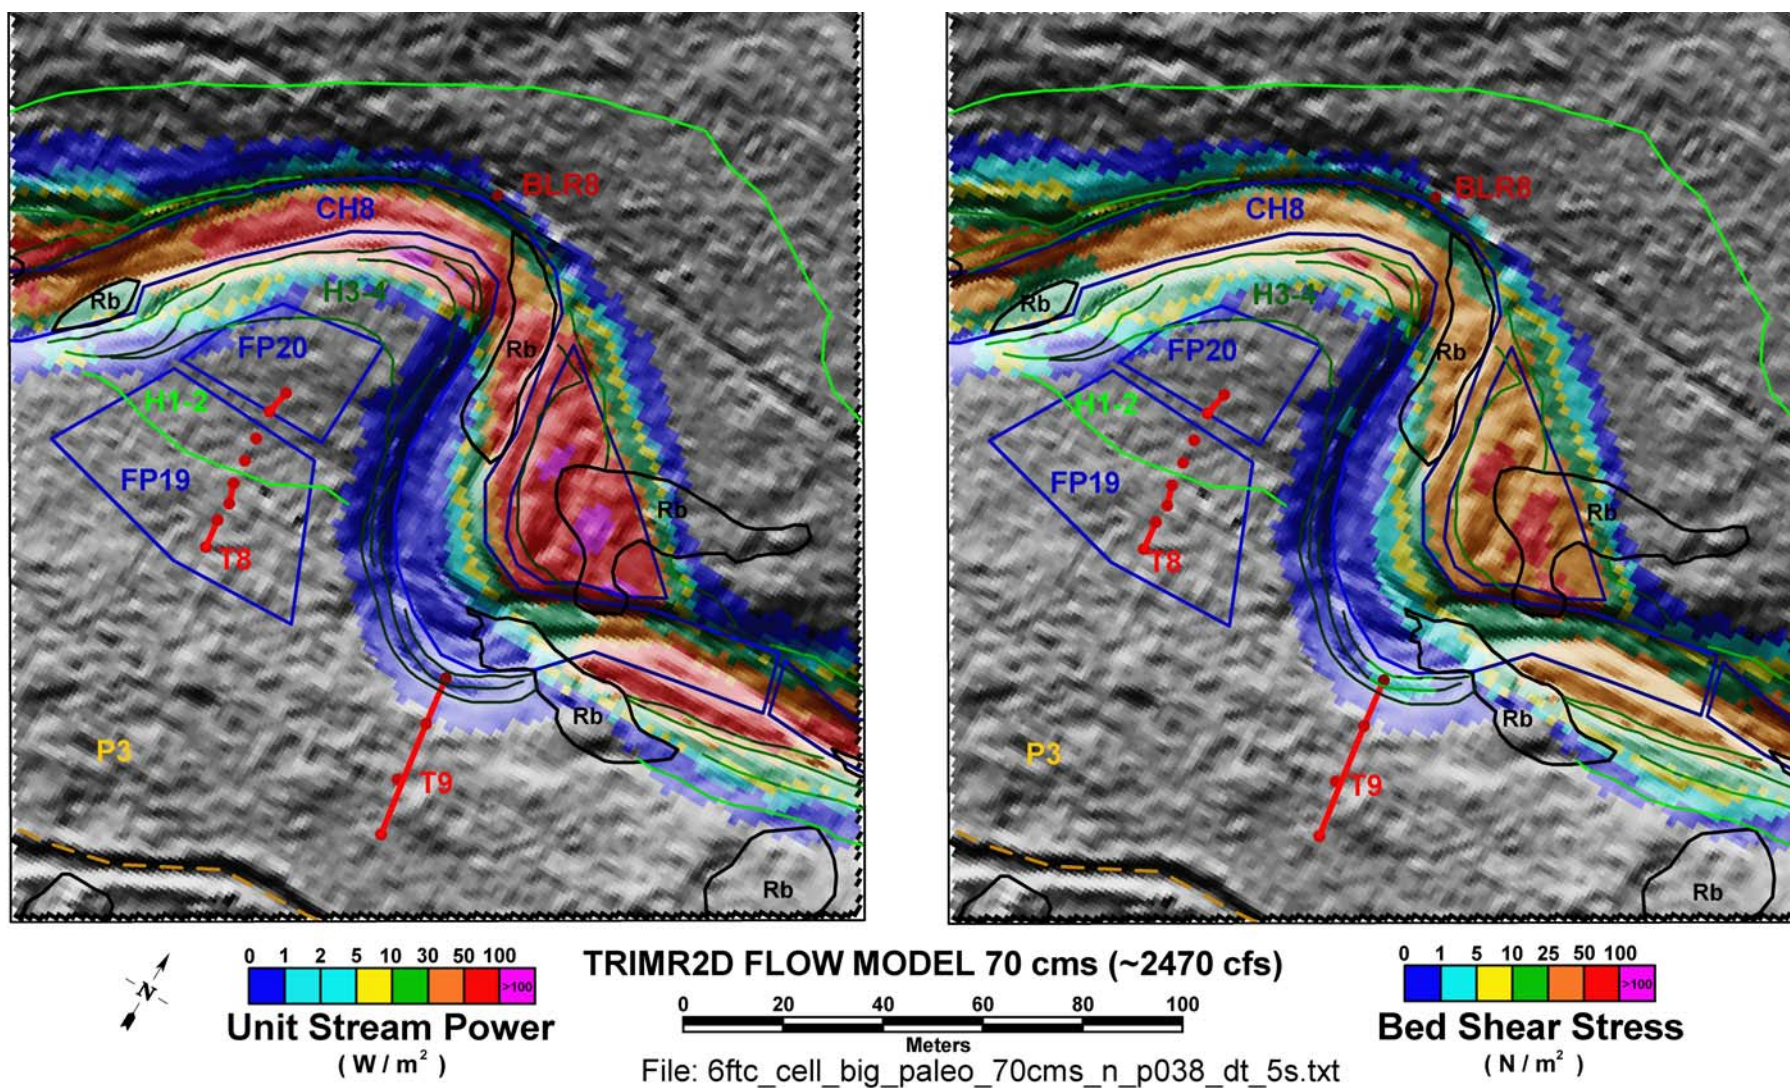 BLR8
CH8
Rb
H3-4
FP20
Rb
H1-2
FP19
Rb
T8
Rb
P3
T9
Rb
BLR8
CH8
Rb
H3-4
FP20
Rb
H1-2
FP19
Rb
T8
Rb
P3
T9
Rb
N
0 1 2 5 10 30 50 100
>100
Unit Stream Power
( W / m² )
TRIMR2D FLOW MODEL 70 cms (~2470 cfs)
0 20 40 60 80 100
Meters
File: 6ftc_cell_big_paleo_70cms_n_p038_dt_5s.txt
0 1 5 10 25 50 100
>100
Bed Shear Stress
( N / m² )